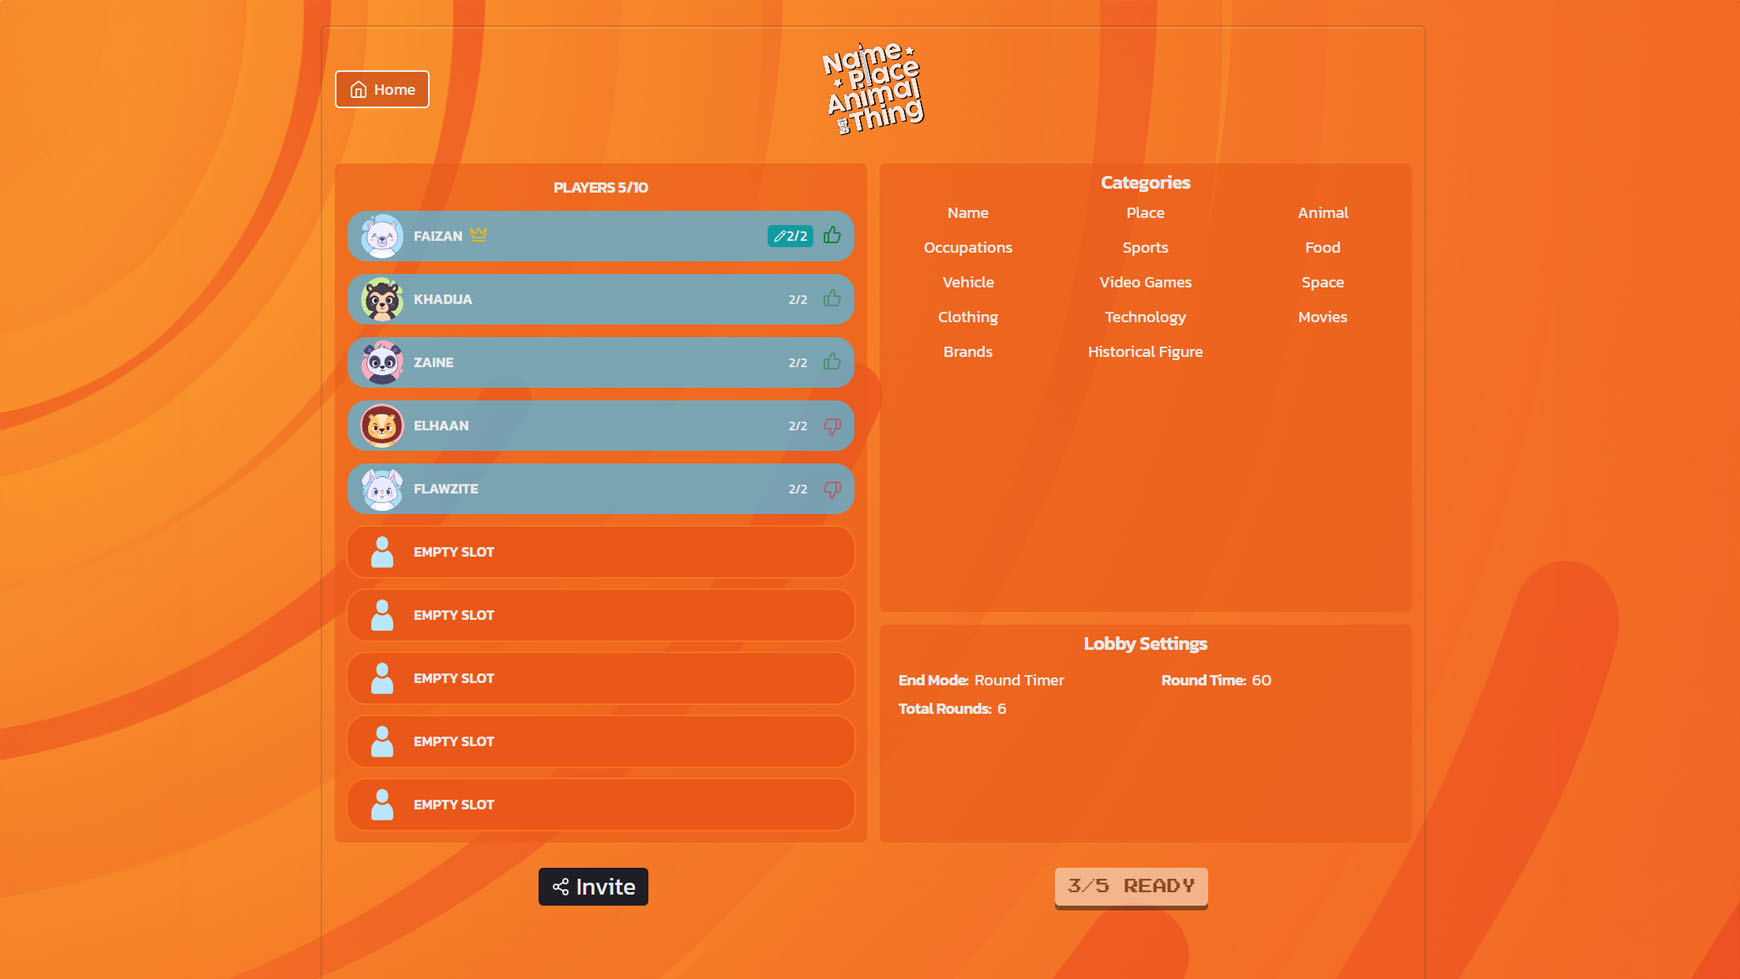 Home
Name
Place
Animal
Thing
PLAYERS 5/10
FAIZAN 2/2
KHADIJA 2/2
ZAINE 2/2
ELHAAN 2/2
FLAWZITE 2/2
EMPTY SLOT
EMPTY SLOT
EMPTY SLOT
EMPTY SLOT
EMPTY SLOT
Categories
Name Place Animal
Occupations Sports Food
Vehicle Video Games Space
Clothing Technology Movies
Brands Historical Figure
Lobby Settings
End Mode: Round Timer Round Time: 60
Total Rounds: 6
Invite
3/5 READY